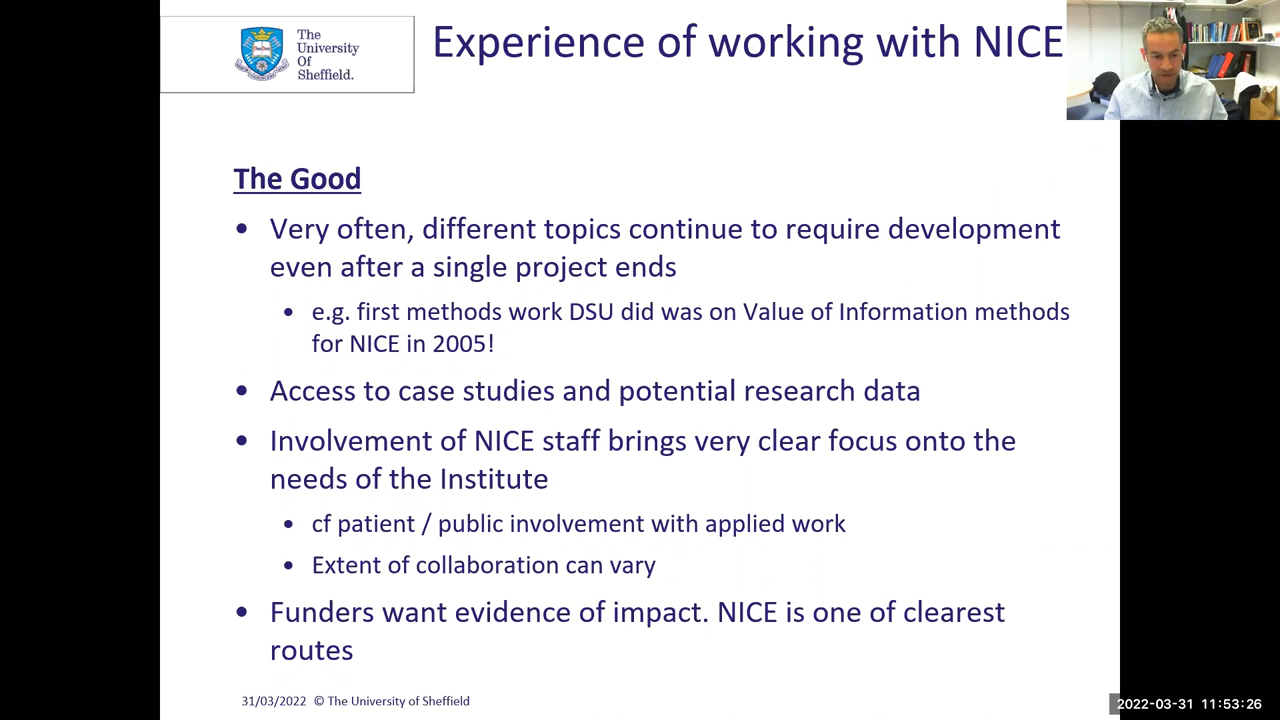 The
University
Of
Sheffield.
Experience of working with NICE
The Good
• Very often, different topics continue to require development
even after a single project ends
• e.g. first methods work DSU did was on Value of Information methods
for NICE in 2005!
• Access to case studies and potential research data
• Involvement of NICE staff brings very clear focus onto the
needs of the Institute
• cf patient / public involvement with applied work
• Extent of collaboration can vary
• Funders want evidence of impact. NICE is one of clearest
routes
31/03/2022 © The University of Sheffield
2022-03-31 11:53:26